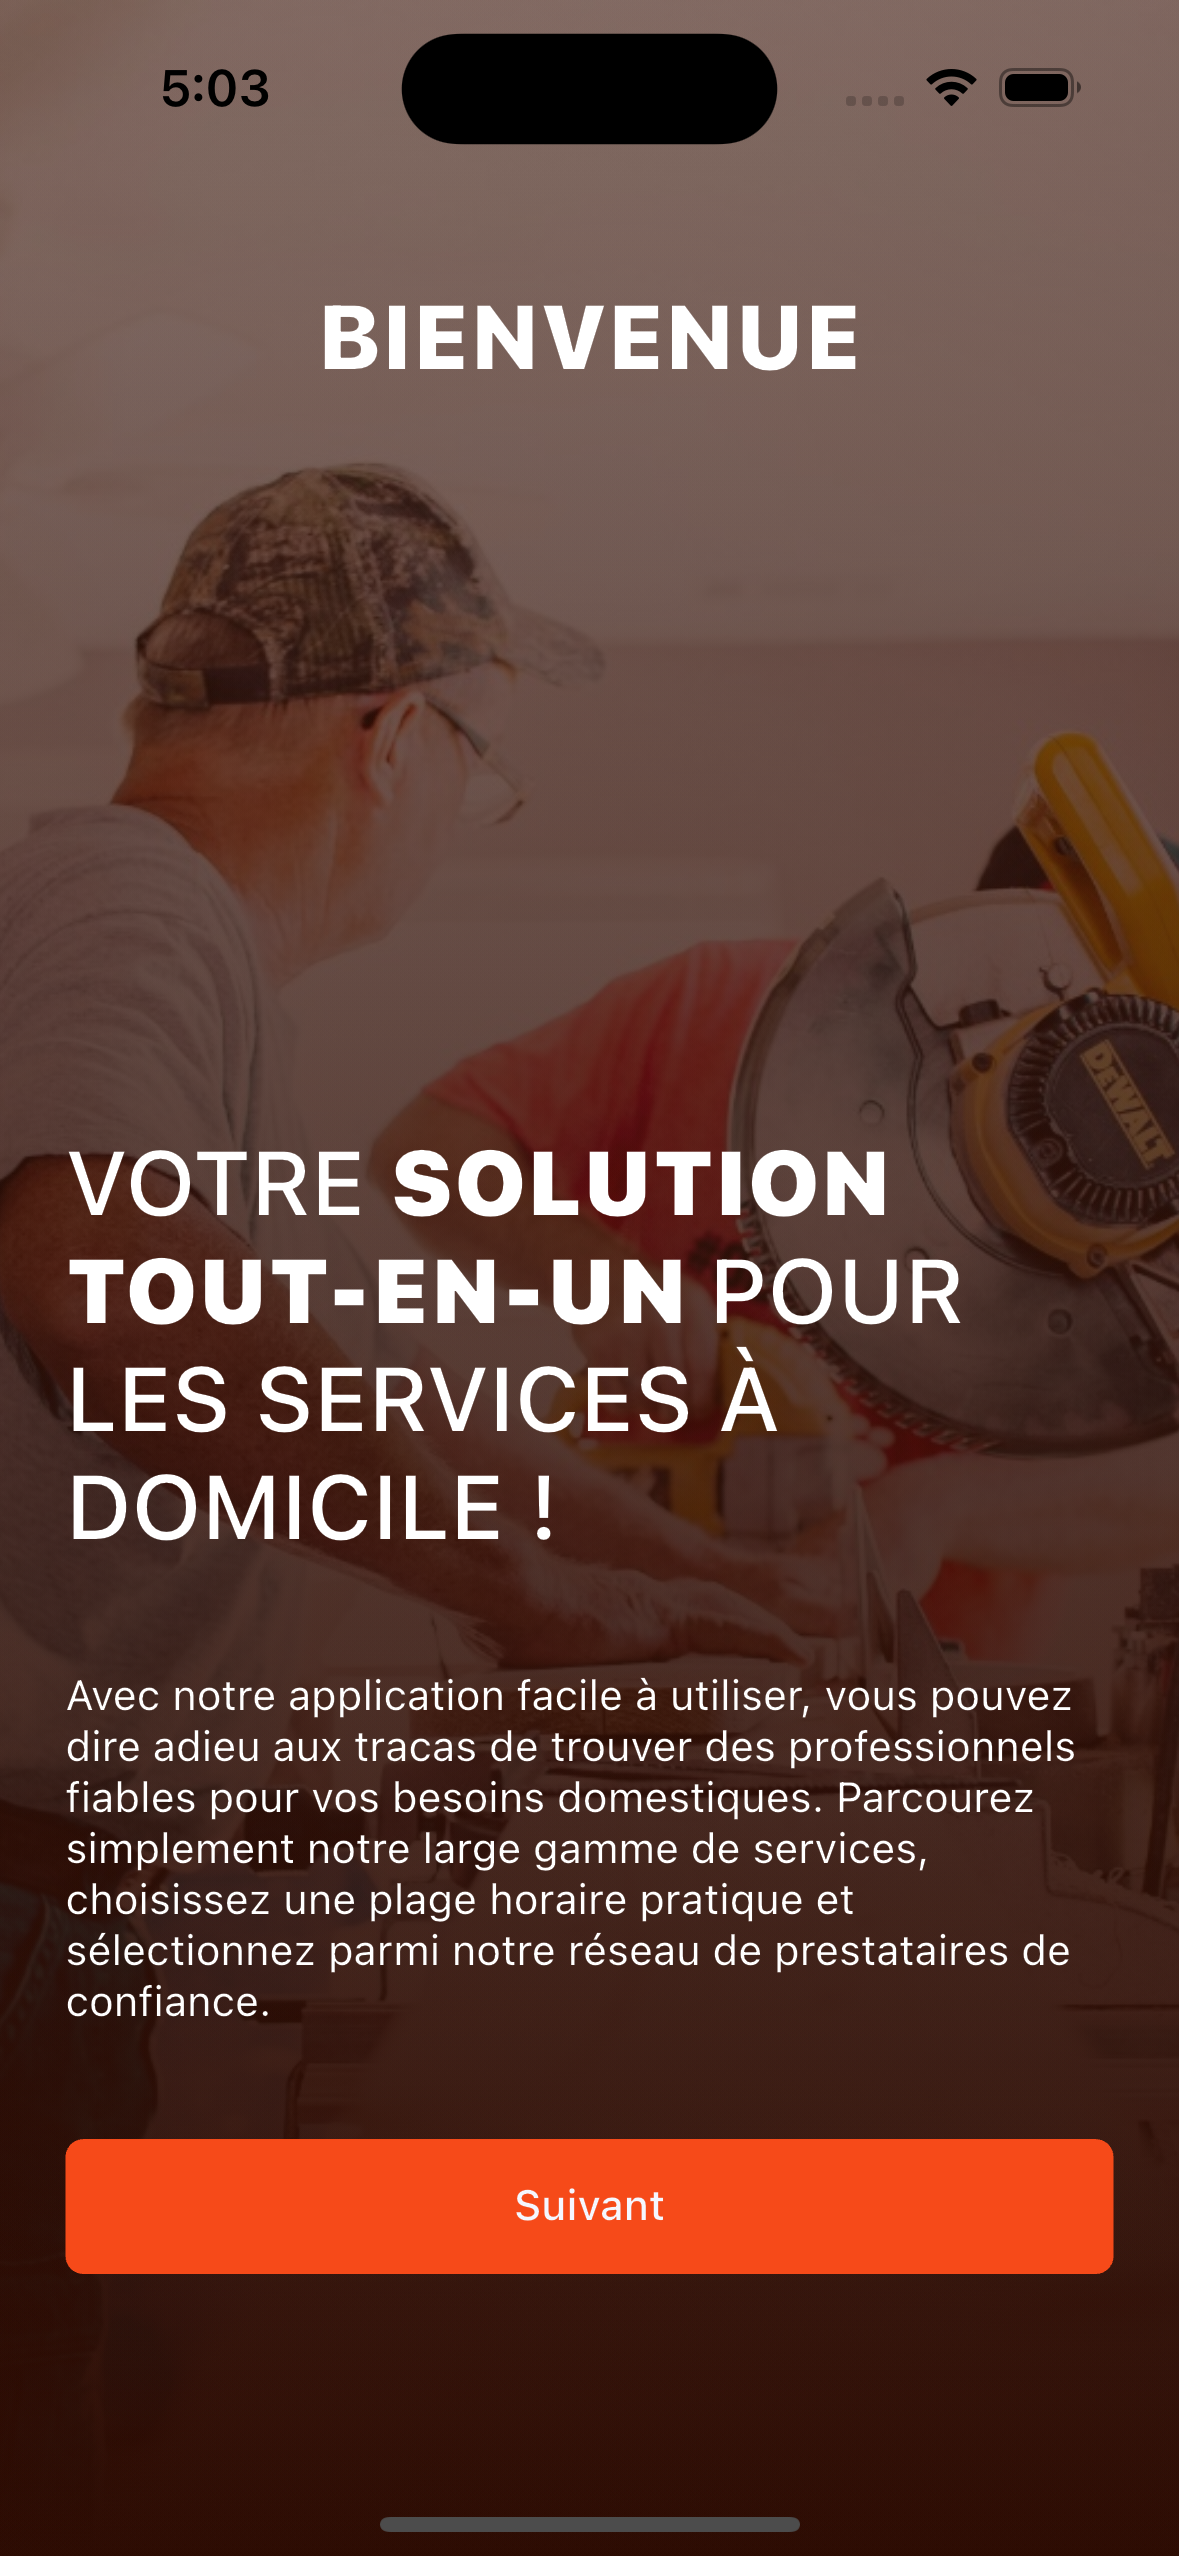 5:03
BIENVENUE
DEWALT
VOTRE SOLUTION
TOUT-EN-UN POUR
LES SERVICES À
DOMICILE !
Avec notre application facile à utiliser, vous pouvez
dire adieu aux tracas de trouver des professionnels
fiables pour vos besoins domestiques. Parcourez
simplement notre large gamme de services,
choisissez une plage horaire pratique et
sélectionnez parmi notre réseau de prestataires de
confiance.
Suivant